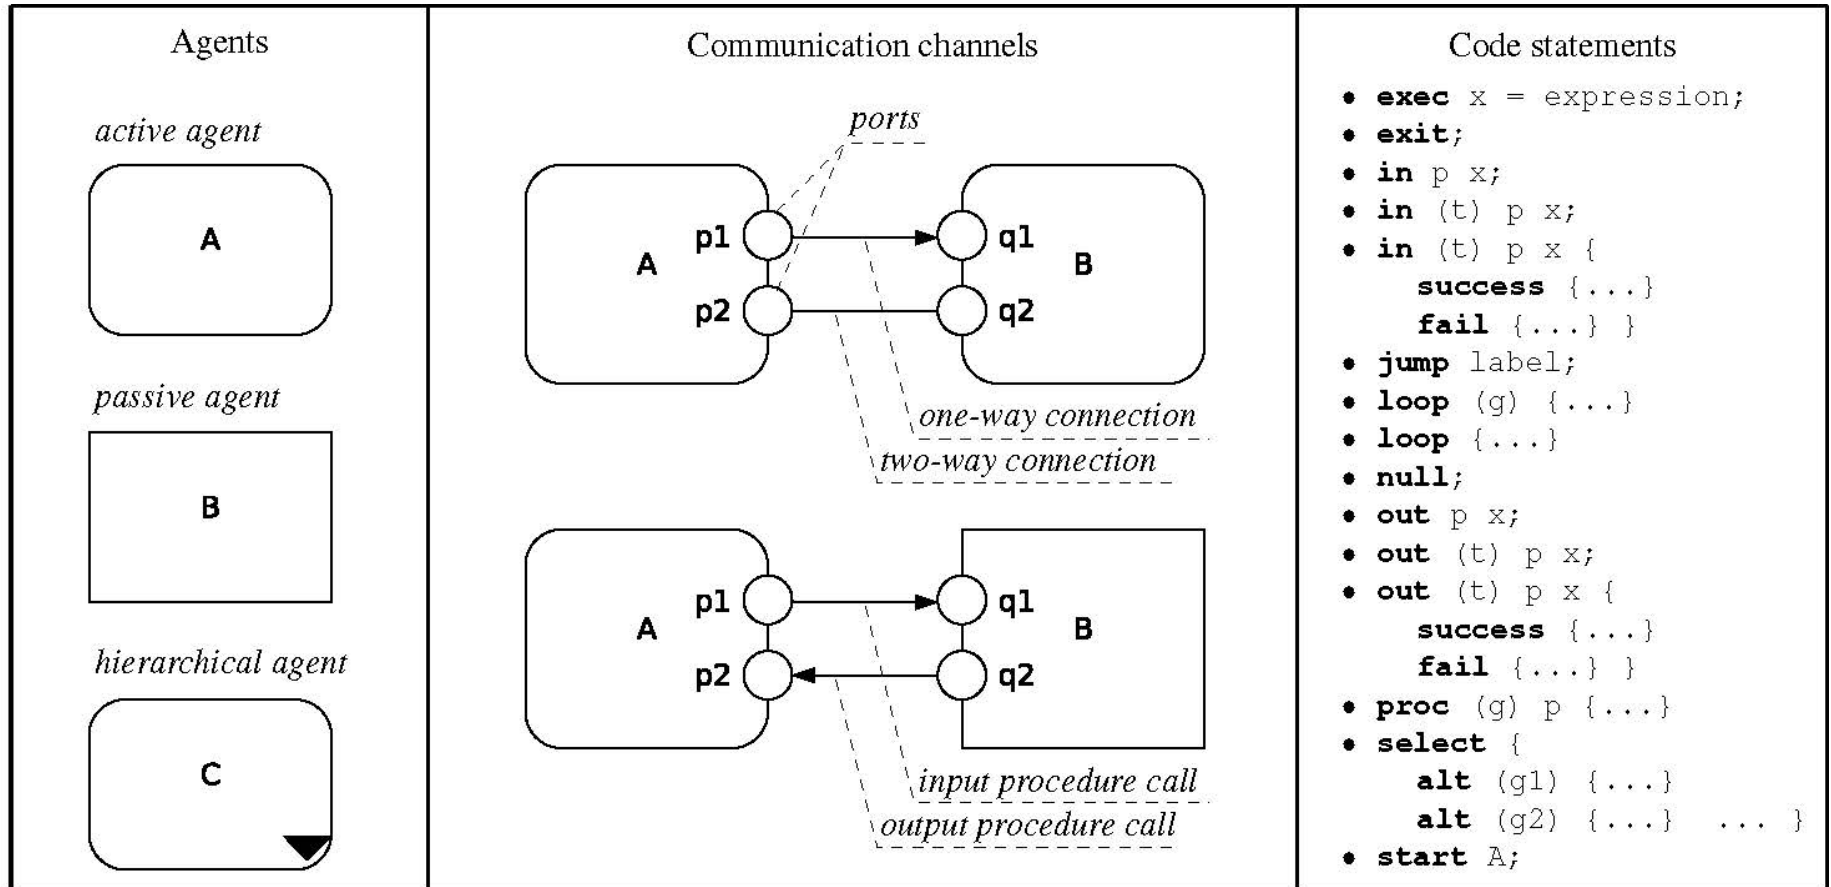 Agents
active agent
A
passive agent
B
hierarchical agent
C
Communication channels
ports
p1
q1
A
B
p2
q2
one-way connection
two-way connection
p1
q1
A
B
p2
q2
input procedure call
output procedure call
Code statements
• exec x = expression;
• exit;
• in p x;
• in (t) p x;
• in (t) p x {
success {...}
fail {...} }
• jump label;
• loop (g) {...}
• loop {...}
• null;
• out p x;
• out (t) p x;
• out (t) p x {
success {...}
fail {...} }
• proc (g) p {...}
• select {
alt (g1) {...}
alt (g2) {...} ... }
• start A;